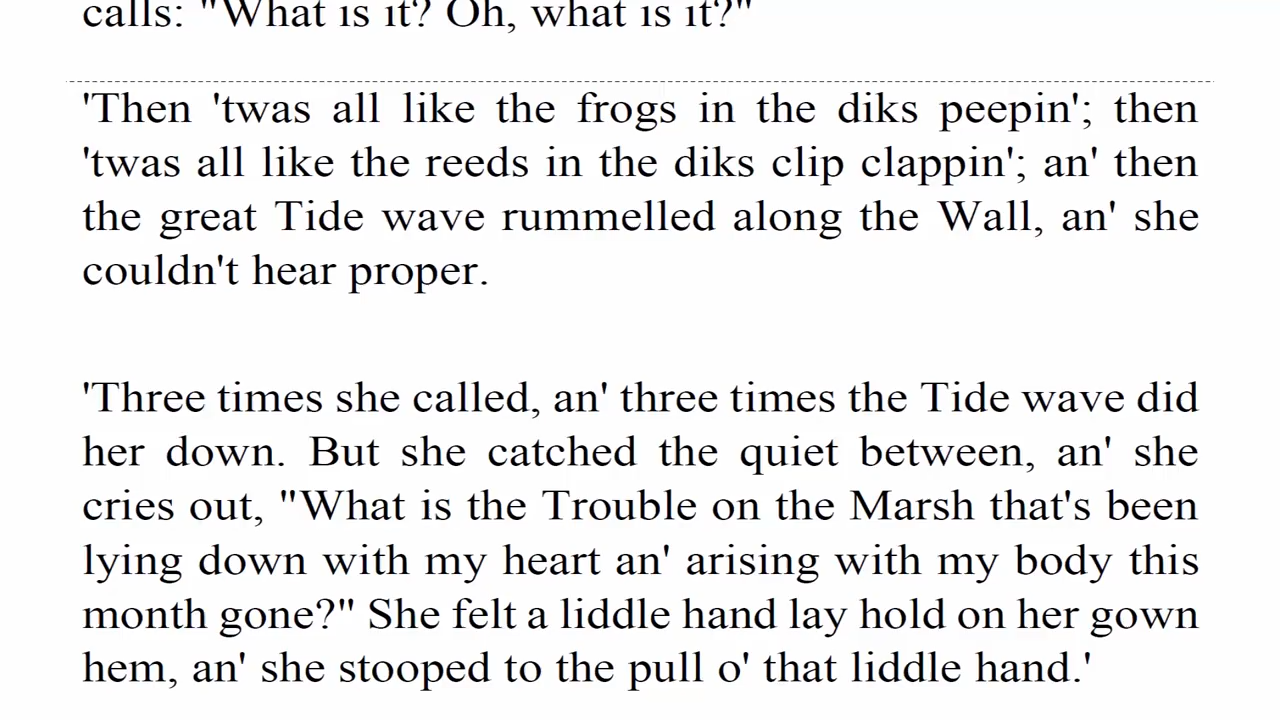 calls: "What is it? Oh, what is it?"
'Then 'twas all like the frogs in the diks peepin'; then
'twas all like the reeds in the diks clip clappin'; an' then
the great Tide wave rummelled along the Wall, an' she
couldn't hear proper.
'Three times she called, an' three times the Tide wave did
her down. But she catched the quiet between, an' she
cries out, "What is the Trouble on the Marsh that's been
lying down with my heart an' arising with my body this
month gone?" She felt a liddle hand lay hold on her gown
hem, an' she stooped to the pull o' that liddle hand.'